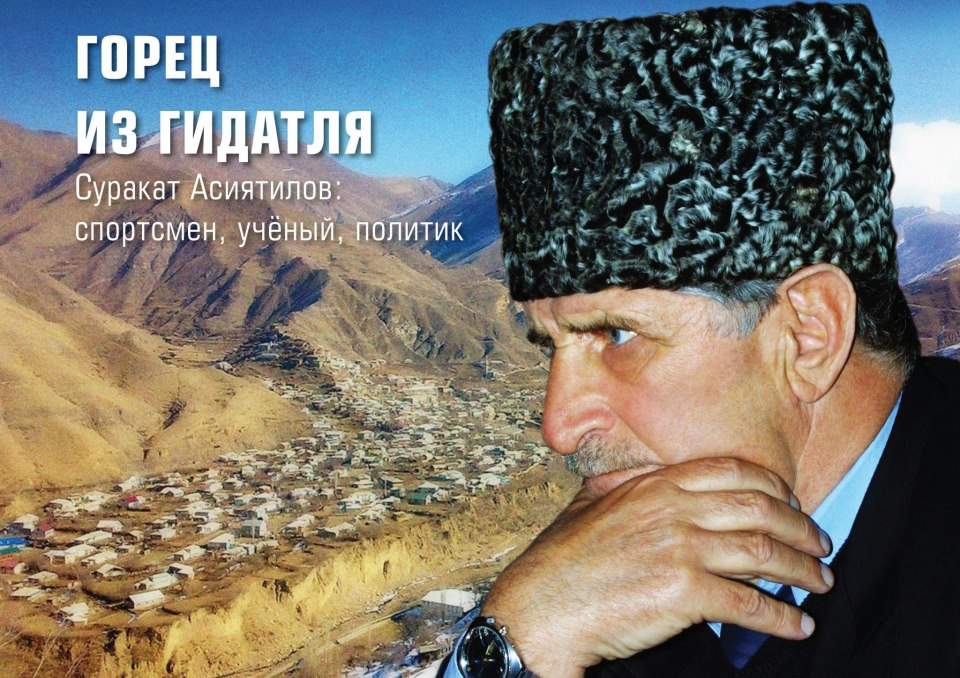 ГОРЕЦ
ИЗ ГИДАТЛЯ
Суракат Асиятилов:
спортсмен, учёный, политик